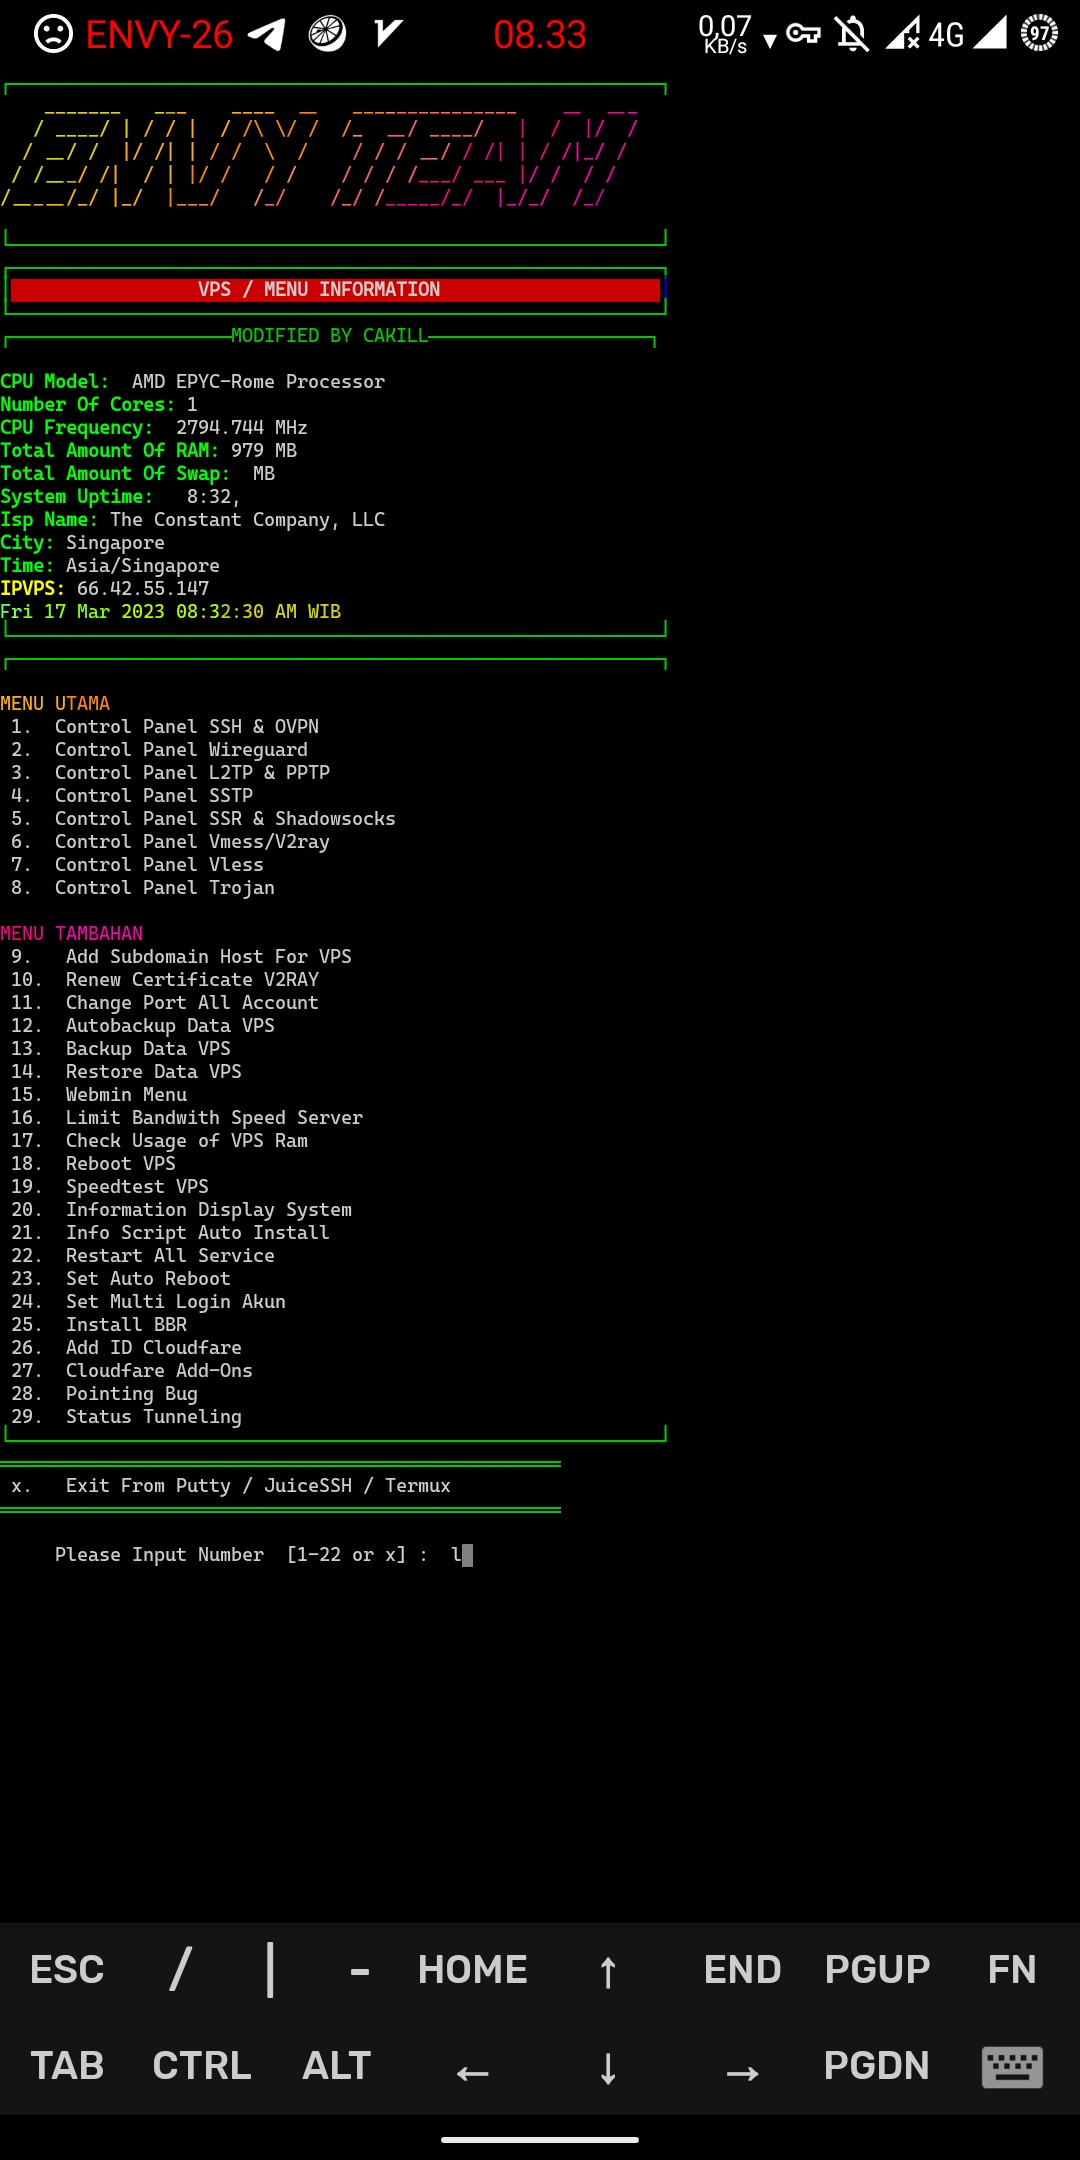 ENVY-26 08.33 0,07 KB/s 4G 97
ENVY TEAM
VPS / MENU INFORMATION
MODIFIED BY CAKILL
CPU Model:  AMD EPYC-Rome Processor
Number Of Cores: 1
CPU Frequency:  2794.744 MHz
Total Amount Of RAM: 979 MB
Total Amount Of Swap:  MB
System Uptime:   8:32,
Isp Name: The Constant Company, LLC
City: Singapore
Time: Asia/Singapore
IPVPS: 66.42.55.147
Fri 17 Mar 2023 08:32:30 AM WIB
MENU UTAMA
1.  Control Panel SSH & OVPN
2.  Control Panel Wireguard
3.  Control Panel L2TP & PPTP
4.  Control Panel SSTP
5.  Control Panel SSR & Shadowsocks
6.  Control Panel Vmess/V2ray
7.  Control Panel Vless
8.  Control Panel Trojan
MENU TAMBAHAN
9.   Add Subdomain Host For VPS
10.  Renew Certificate V2RAY
11.  Change Port All Account
12.  Autobackup Data VPS
13.  Backup Data VPS
14.  Restore Data VPS
15.  Webmin Menu
16.  Limit Bandwith Speed Server
17.  Check Usage of VPS Ram
18.  Reboot VPS
19.  Speedtest VPS
20.  Information Display System
21.  Info Script Auto Install
22.  Restart All Service
23.  Set Auto Reboot
24.  Set Multi Login Akun
25.  Install BBR
26.  Add ID Cloudfare
27.  Cloudfare Add-Ons
28.  Pointing Bug
29.  Status Tunneling
x.   Exit From Putty / JuiceSSH / Termux
Please Input Number  [1-22 or x] :  l
ESC / | - HOME ↑ END PGUP FN
TAB CTRL ALT ← ↓ → PGDN